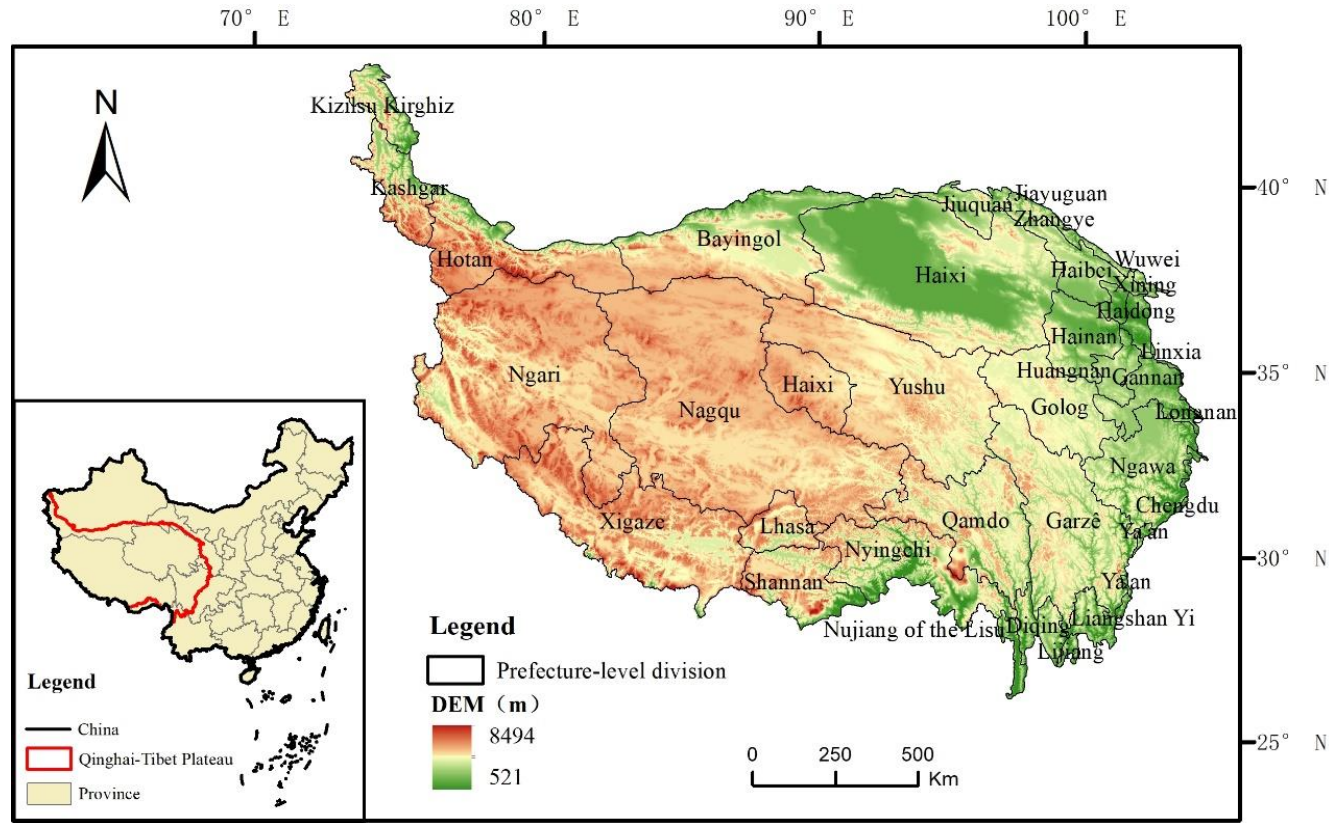 70° E
80° E
90° E
100° E
N
Kizilsu Kirghiz
Kashgar
Hotan
Bayingol
Jiuquan
Jiayuguan
Zhangye
40° N
Haixi
Haibei
Wuwei
Xining
Haidong
Hainan
Linxia
Ngari
Nagqu
Haixi
Yushu
Huangnan
Gannan
35° N
Golog
Longnan
Ngawa
Chengdu
Xigaze
Lhasa
Qamdo
Garzê
Ya'an
Nyingchi
30° N
Shannan
Ya'an
Nujiang of the Lisu
Diqing
Liangshan Yi
Lijiang
25° N
Legend
Prefecture-level division
DEM（m）
8494
521
0 250 500
Km
Legend
China
Qinghai-Tibet Plateau
Province